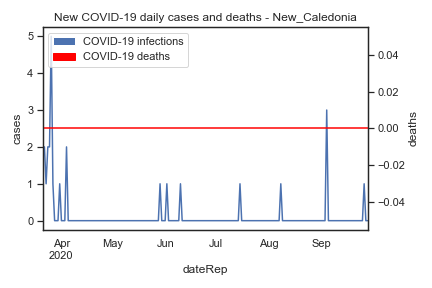 New COVID-19 daily cases and deaths - New_Caledonia
COVID-19 infections
COVID-19 deaths
cases
5
4
3
2
1
0
deaths
0.04
0.02
0.00
−0.02
−0.04
Apr May Jun Jul Aug Sep
2020
dateRep